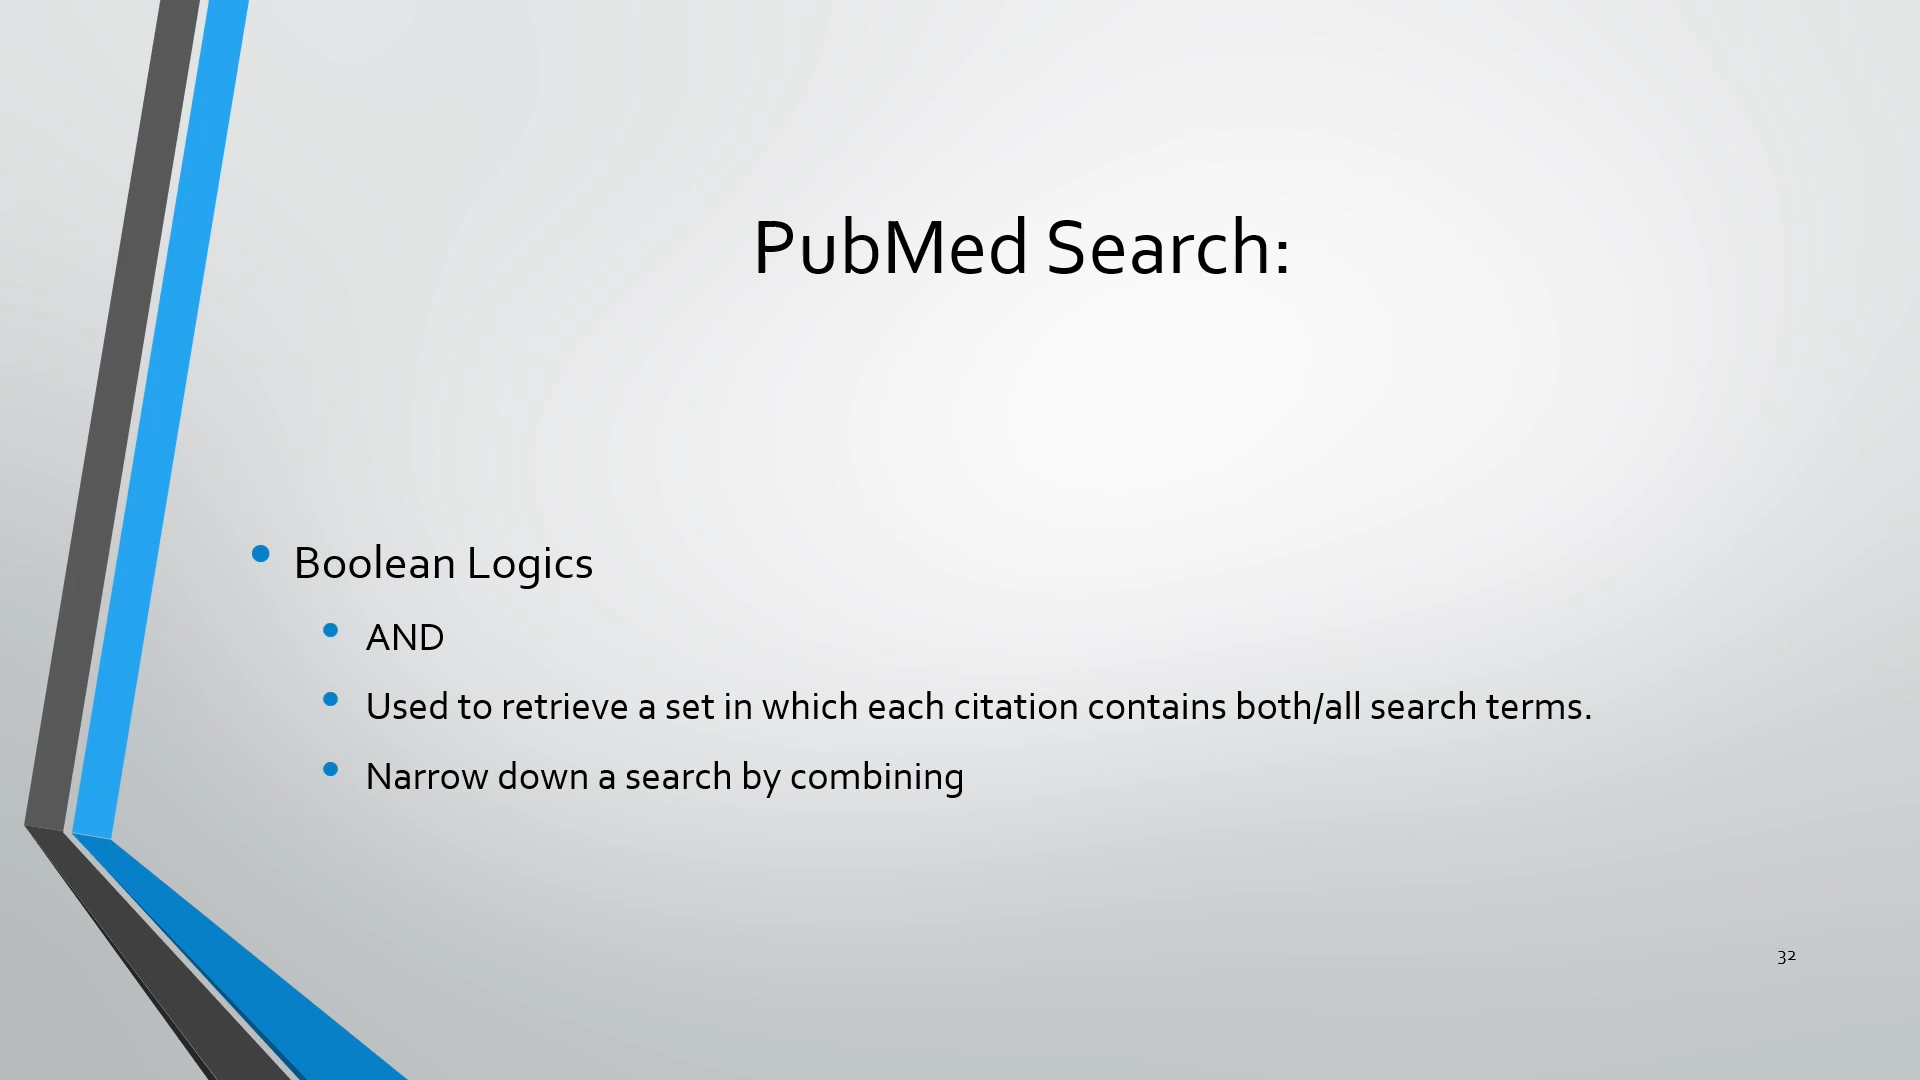 PubMed Search:
Boolean Logics
AND
Used to retrieve a set in which each citation contains both/all search terms.
Narrow down a search by combining
32